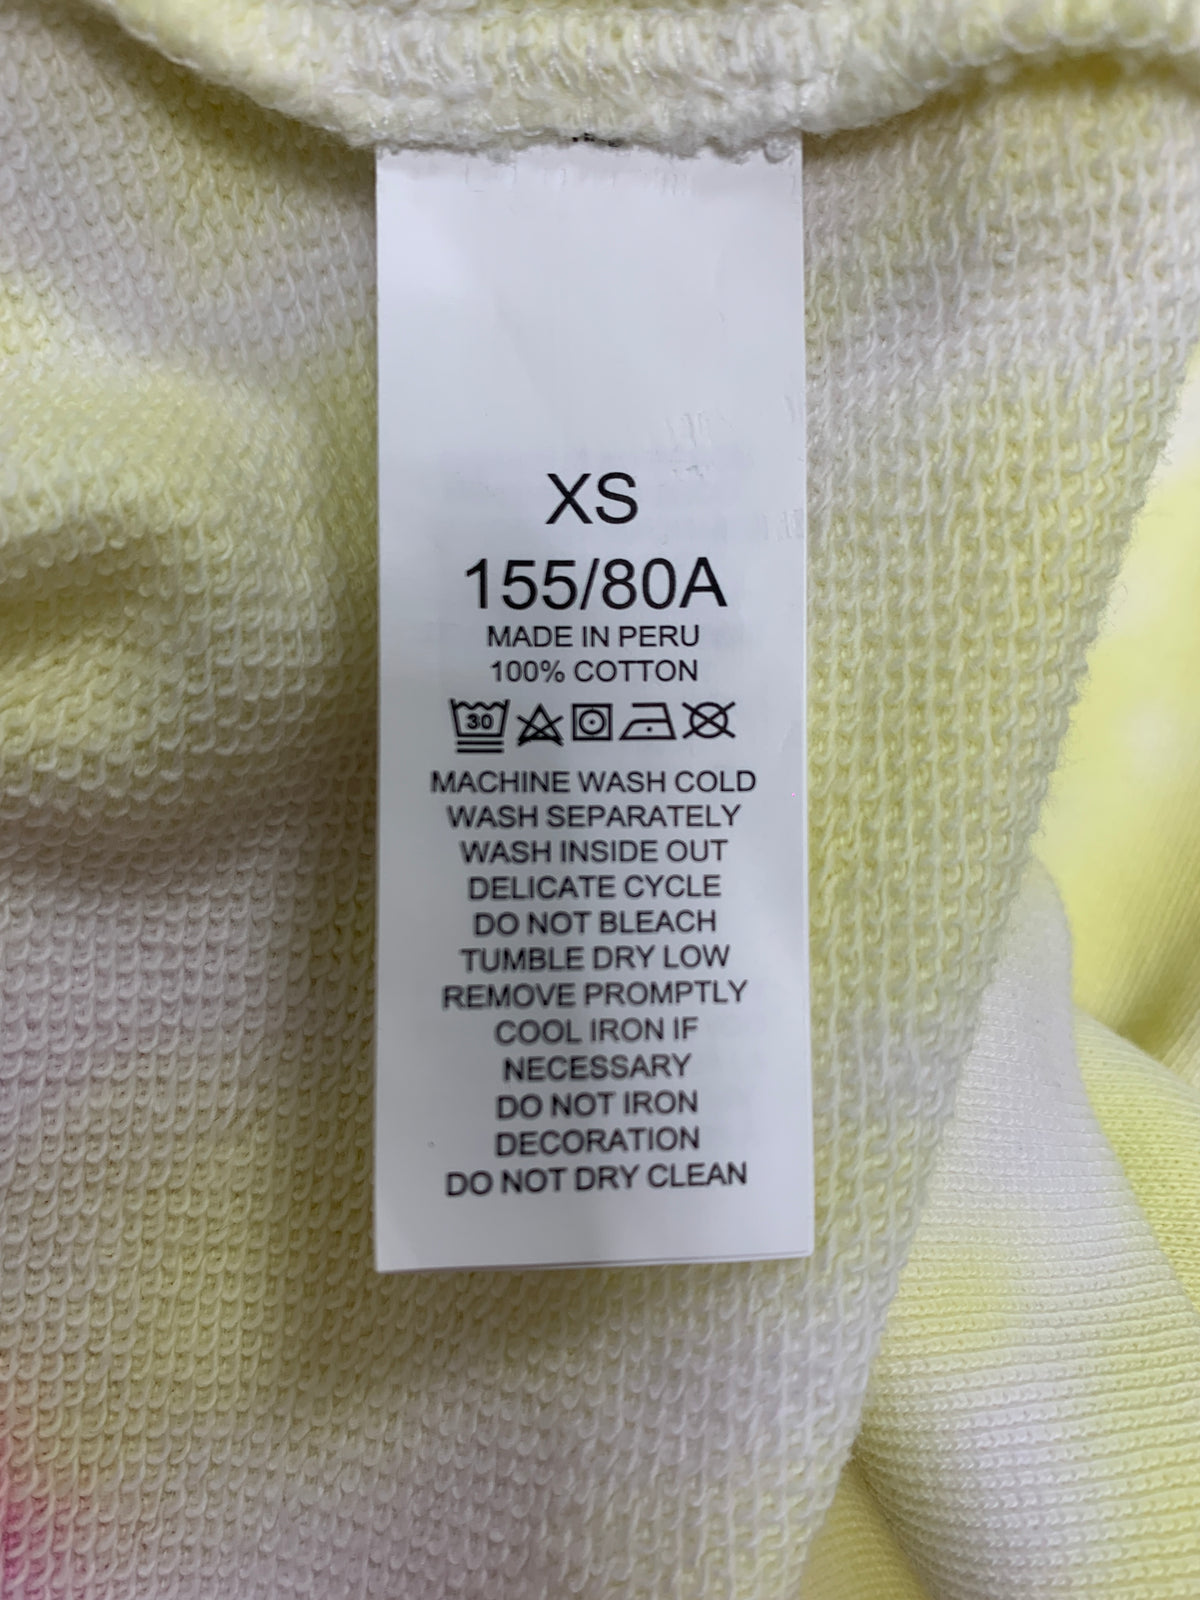 XS
155/80A
MADE IN PERU
100% COTTON
30
MACHINE WASH COLD
WASH SEPARATELY
WASH INSIDE OUT
DELICATE CYCLE
DO NOT BLEACH
TUMBLE DRY LOW
REMOVE PROMPTLY
COOL IRON IF
NECESSARY
DO NOT IRON
DECORATION
DO NOT DRY CLEAN